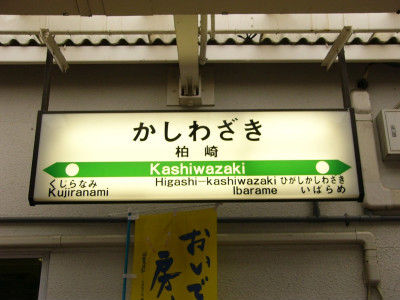 かしわざき
柏崎
Kashiwazaki
くじらなみ
Kujiranami
Higashi-kashiwazaki ひがしかしわざき
Ibarame いばらめ
おいで